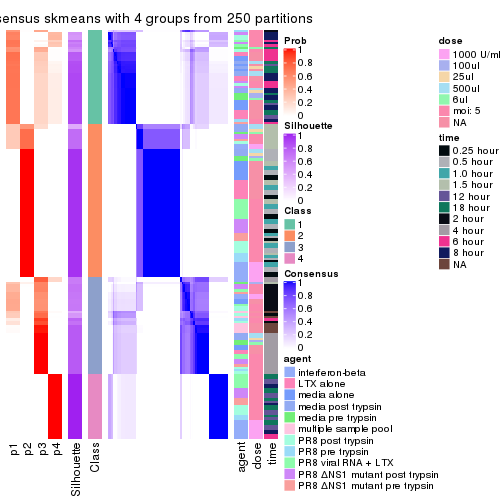 sensus skmeans with 4 groups from 250 partitions
Prob
1
0.8
0.6
0.4
0.2
0
Silhouette
1
0.8
0.6
0.4
0.2
0
Class
1
2
3
4
Consensus
1
0.8
0.6
0.4
0.2
0
agent
interferon-beta
LTX alone
media alone
media post trypsin
media pre trypsin
multiple sample pool
PR8 post trypsin
PR8 pre trypsin
PR8 viral RNA + LTX
PR8 ΔNS1 mutant post trypsin
PR8 ΔNS1 mutant pre trypsin
dose
1000 U/ml
100ul
25ul
500ul
6ul
moi: 5
NA
time
0.25 hour
0.5 hour
1.0 hour
1.5 hour
12 hour
18 hour
2 hour
4 hour
6 hour
8 hour
NA
p1
p2
p3
p4
Silhouette
Class
agent
dose
time